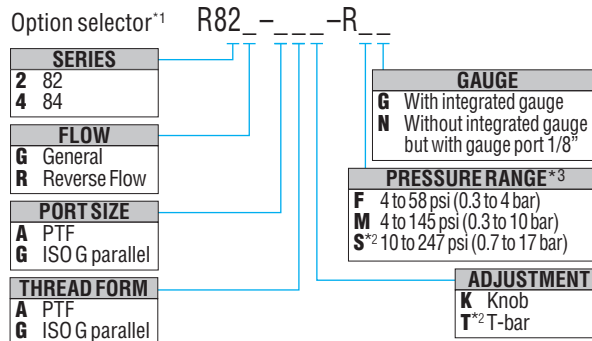 Option selector*1
R82_–_ _ _–R_ _
SERIES
2 82
4 84
FLOW
G General
R Reverse Flow
PORT SIZE
A PTF
G ISO G parallel
THREAD FORM
A PTF
G ISO G parallel
GAUGE
G With integrated gauge
N Without integrated gauge
but with gauge port 1/8”
PRESSURE RANGE*3
F 4 to 58 psi (0.3 to 4 bar)
M 4 to 145 psi (0.3 to 10 bar)
S*2 10 to 247 psi (0.7 to 17 bar)
ADJUSTMENT
K Knob
T*2 T-bar